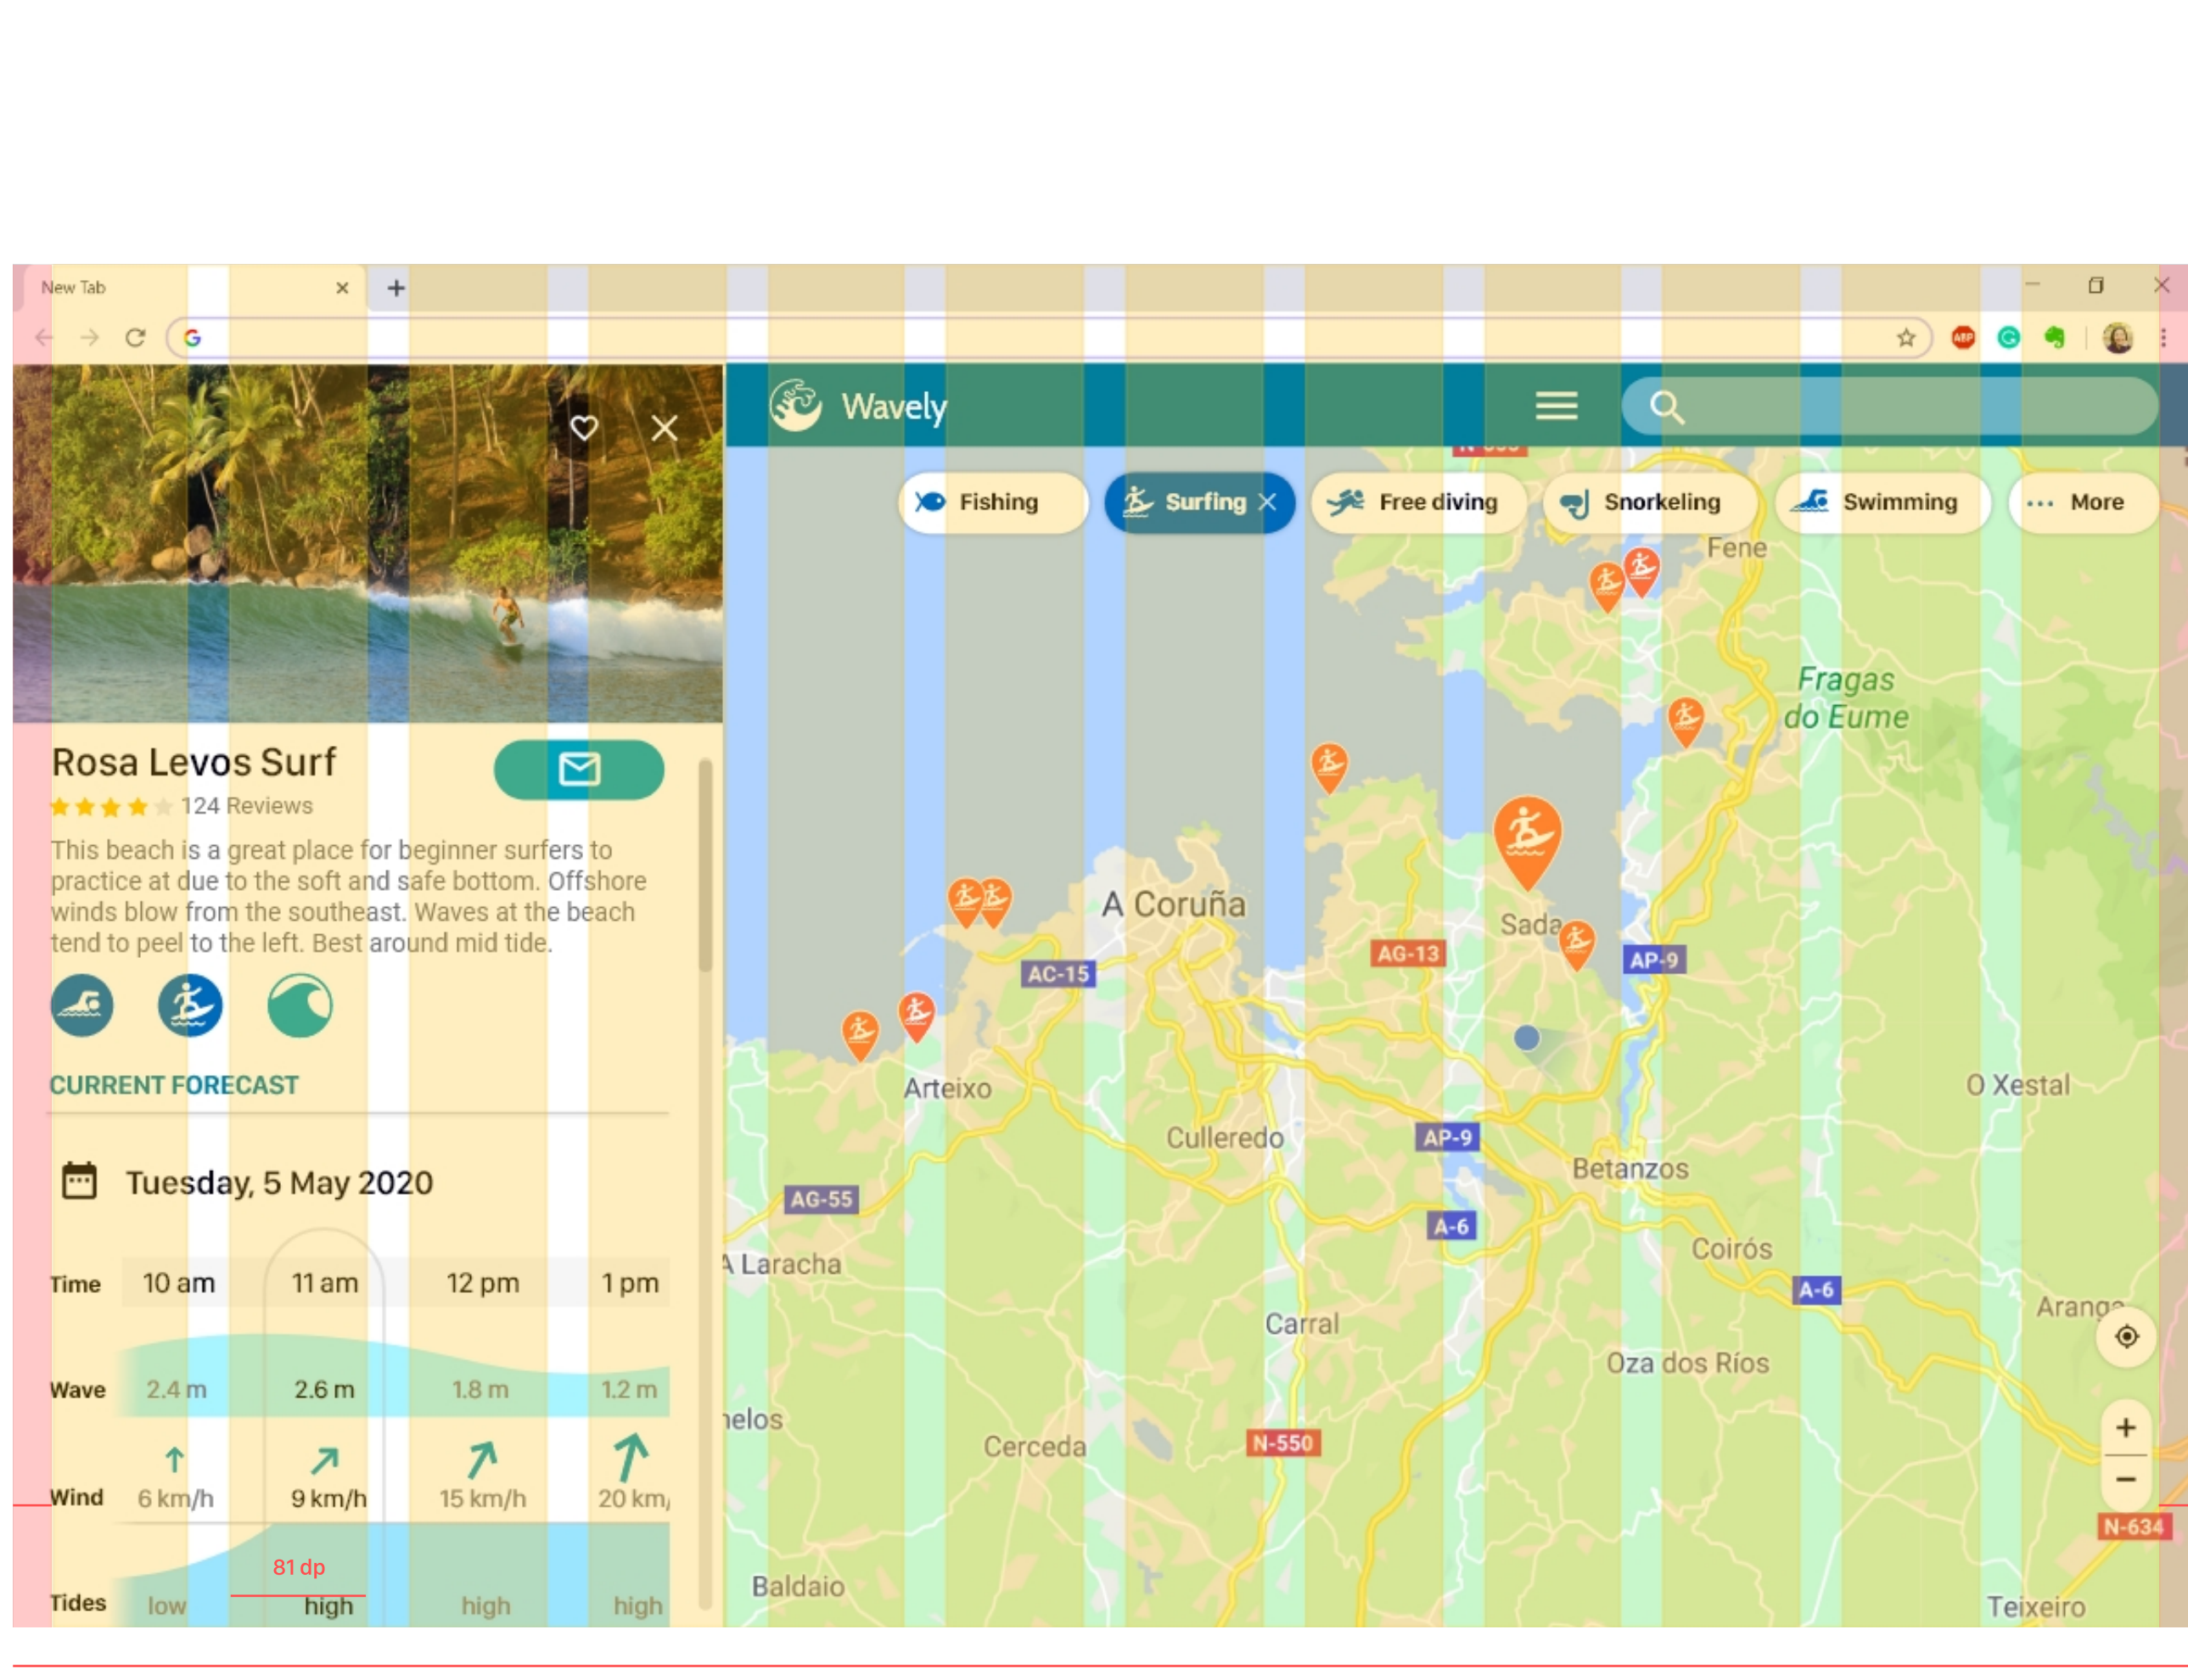 New Tab
Wavely
Fishing
Surfing
Free diving
Snorkeling
Swimming
More
Rosa Levos Surf
124 Reviews
This beach is a great place for beginner surfers to
practice at due to the soft and safe bottom. Offshore
winds blow from the southeast. Waves at the beach
tend to peel to the left. Best around mid tide.
CURRENT FORECAST
Tuesday, 5 May 2020
Time 10 am 11 am 12 pm 1 pm
Wave 2.4 m 2.6 m 1.8 m 1.2 m
Wind 6 km/h 9 km/h 15 km/h 20 km/
81 dp
Tides low high high high
Fene
Fragas
do Eume
A Coruña
Sada
AG-13
AP-9
AC-15
Arteixo
O Xestal
Culleredo
AP-9
Betanzos
AG-55
A-6
Coirós
A Laracha
A-6
Aranga
Carral
Oza dos Ríos
nelos
Cerceda
N-550
N-634
Baldaio
Teixeiro
ABP